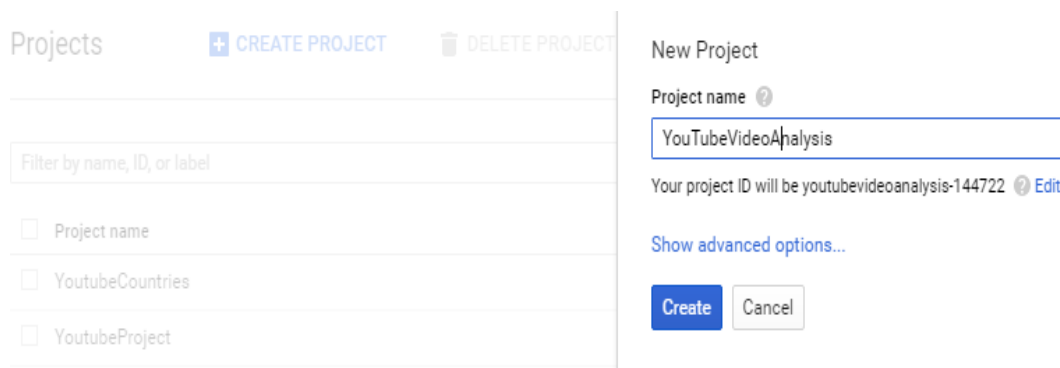 Projects
CREATE PROJECT
DELETE PROJECT
Filter by name, ID, or label
Project name
YoutubeCountries
YoutubeProject
New Project
Project name
YouTubeVideoAnalysis
Your project ID will be youtubevideoanalysis-144722 Edit
Show advanced options...
Create
Cancel